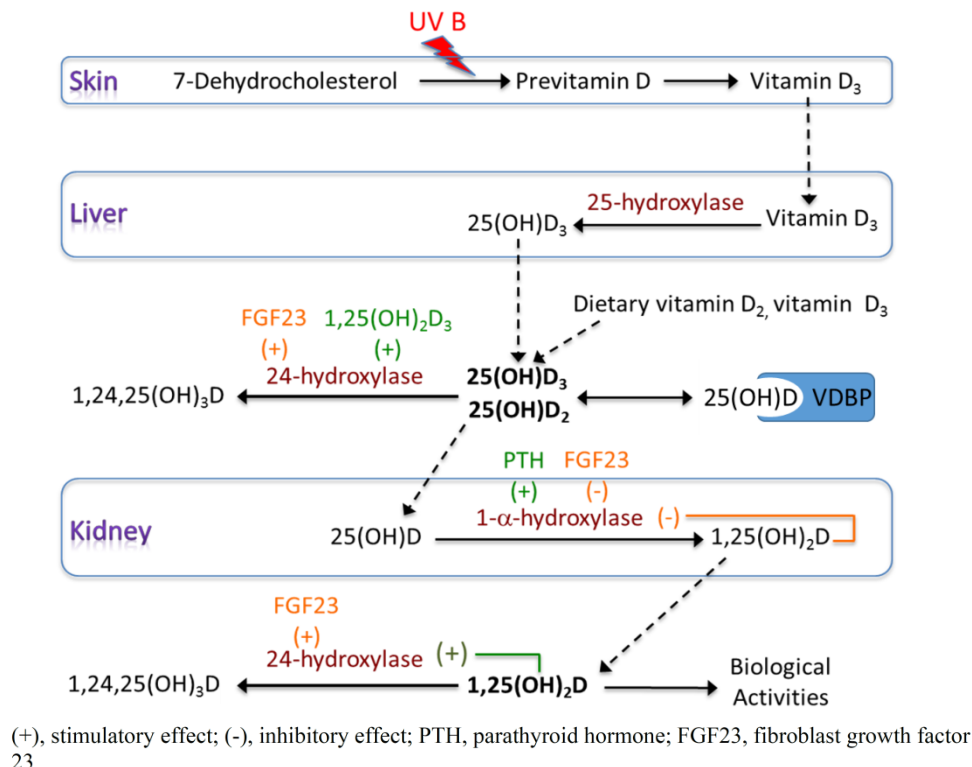 UV B
Skin 7-Dehydrocholesterol Previtamin D Vitamin D₃
Liver 25-hydroxylase
25(OH)D₃ Vitamin D₃
Dietary vitamin D₂, vitamin D₃
FGF23 1,25(OH)₂D₃
(+) (+)
24-hydroxylase 25(OH)D₃
1,24,25(OH)₃D 25(OH)D VDBP
25(OH)D₂
PTH FGF23
(+) (-)
Kidney 1-α-hydroxylase (-)
25(OH)D 1,25(OH)₂D
FGF23
(+)
24-hydroxylase (+)
1,24,25(OH)₃D 1,25(OH)₂D Biological
Activities
(+), stimulatory effect; (-), inhibitory effect; PTH, parathyroid hormone; FGF23, fibroblast growth factor
23